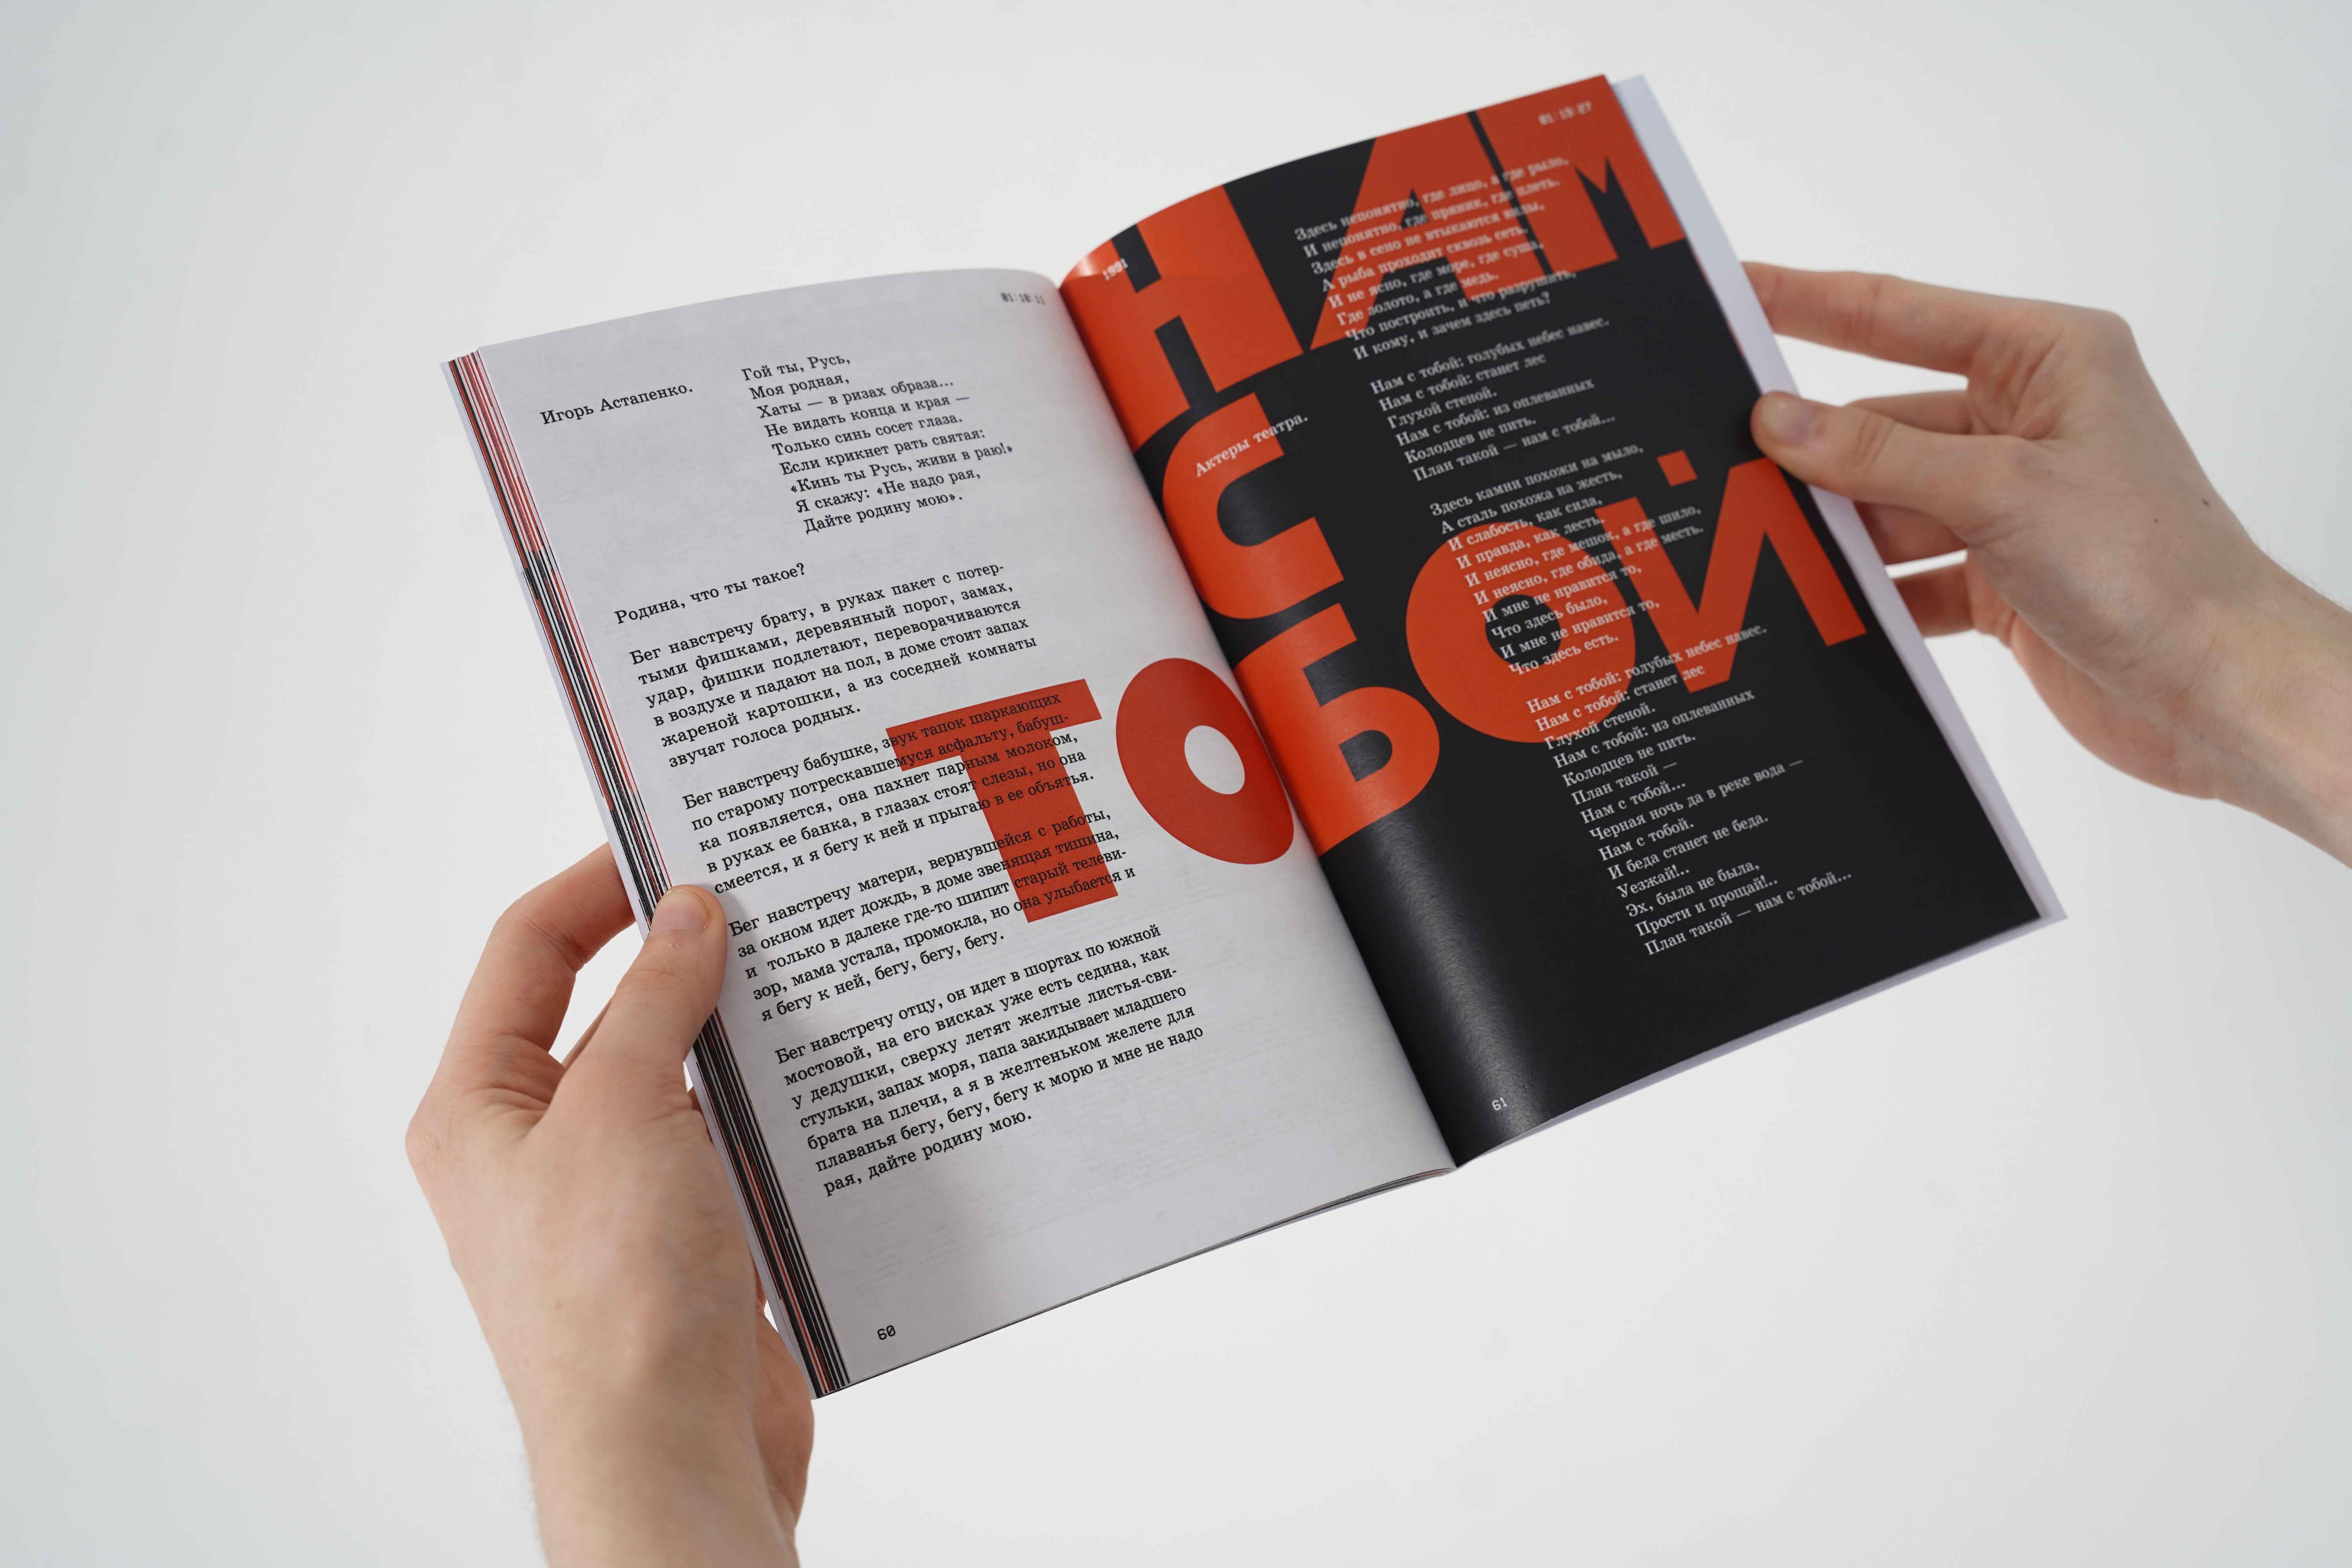 01:18:11
Игорь Астапенко.
Гой ты, Русь,
Моя родная,
Хаты — в ризах образа...
Не видать конца и края —
Только синь сосет глаза.
Если крикнет рать святая:
«Кинь ты Русь, живи в раю!»
Я скажу: «Не надо рая,
Дайте родину мою».
Родина, что ты такое?
Бег навстречу брату, в руках пакет с потер-
тыми фишками, деревянный порог, замах,
удар, фишки подлетают, переворачиваются
в воздухе и падают на пол, в доме стоит запах
жареной картошки, а из соседней комнаты
звучат голоса родных.
Бег навстречу бабушке, звук тапок шаркающих
по старому потрескавшемуся асфальту, бабуш-
ка появляется, она пахнет парным молоком,
в руках ее банка, в глазах стоят слезы, но она
смеется, и я бегу к ней и прыгаю в ее объятья.
Бег навстречу матери, вернувшейся с работы,
за окном идет дождь, в доме звенящая тишина,
и только в далеке где-то шипит старый телеви-
зор, мама устала, промокла, но она улыбается и
я бегу к ней, бегу, бегу, бегу.
Бег навстречу отцу, он идет в шортах по южной
мостовой, на его висках уже есть седина, как
у дедушки, сверху летят желтые листья-сви-
стульки, запах моря, папа закидывает младшего
брата на плечи, а я в желтеньком желете для
плаванья бегу, бегу, бегу к морю и мне не надо
рая, дайте родину мою.
60
НАМ
С
ТОБОЙ
01:19:27
1991
Актеры театра.
Здесь непонятно, где лицо, а где рыло,
И непонятно, где пряник, где плеть.
Здесь в сено не втыкаются вилы,
А рыба проходит сквозь сеть.
И не ясно, где море, где суша,
Где золото, а где медь.
Что построить, и что разрушить,
И кому, и зачем здесь петь?
Нам с тобой: голубых небес навес.
Нам с тобой: станет лес
Глухой стеной.
Нам с тобой: из оплеванных
Колодцев не пить.
План такой — нам с тобой...
Здесь камни похожи на мыло,
А сталь похожа на жесть,
И слабость, как сила,
И правда, как лесть.
И неясно, где мешок, а где шило,
И неясно, где обида, а где месть.
И мне не нравится то,
Что здесь было,
И мне не нравится то,
Что здесь есть.
Нам с тобой: голубых небес навес.
Нам с тобой: станет лес
Глухой стеной.
Нам с тобой: из оплеванных
Колодцев не пить.
План такой —
Нам с тобой...
Черная ночь да в реке вода —
Нам с тобой.
И беда станет не беда.
Уезжай!..
Эх, была не была,
Прости и прощай!..
План такой — нам с тобой...
61